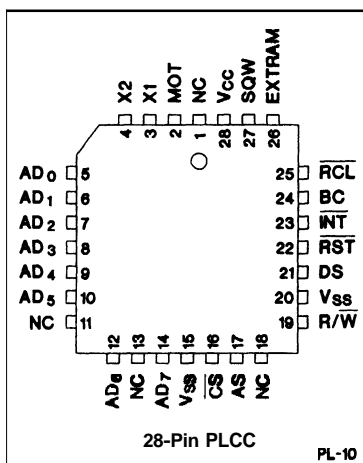 X2 X1 MOT NC VCC SQW EXTRAM
4 3 2 1 28 27 26
AD0 5
AD1 6
AD2 7
AD3 8
AD4 9
AD5 10
NC 11
25 RCL
24 BC
23 INT
22 RST
21 DS
20 VSS
19 R/W
12 13 14 15 16 17 18
AD6 NC AD7 VSS CS AS NC
28-Pin PLCC
PL-10